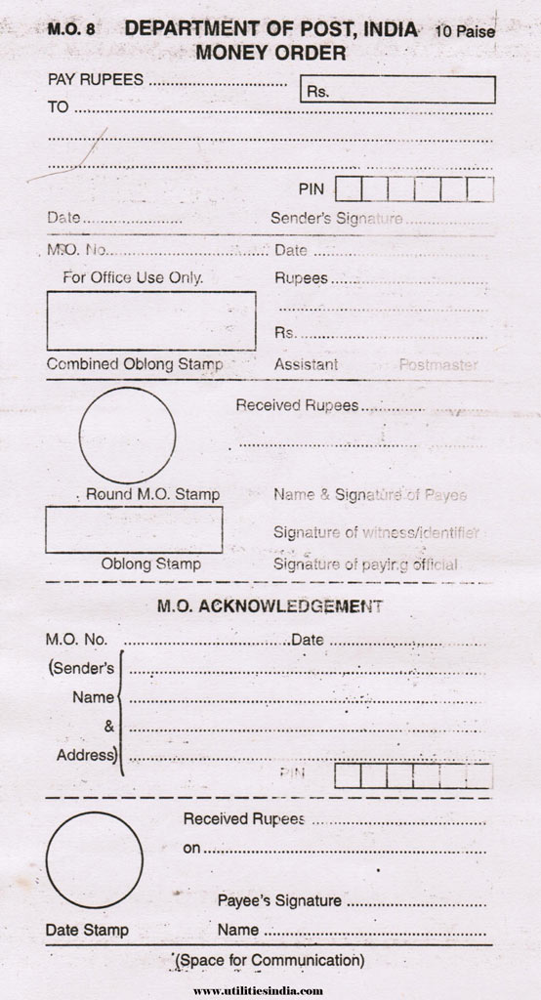 M.O. 8 DEPARTMENT OF POST, INDIA 10 Paise
MONEY ORDER
PAY RUPEES
Rs.
TO
PIN
Date Sender's Signature
M.O. No. Date
For Office Use Only. Rupees
Rs.
Combined Oblong Stamp Assistant Postmaster
Received Rupees
Round M.O. Stamp Name & Signature of Payee
Signature of witness/identifier
Oblong Stamp Signature of paying official
M.O. ACKNOWLEDGEMENT
M.O. No. Date
(Sender's
Name
&
Address)
PIN
Received Rupees
on
Payee's Signature
Date Stamp Name
(Space for Communication)
www.utilitiesindia.com